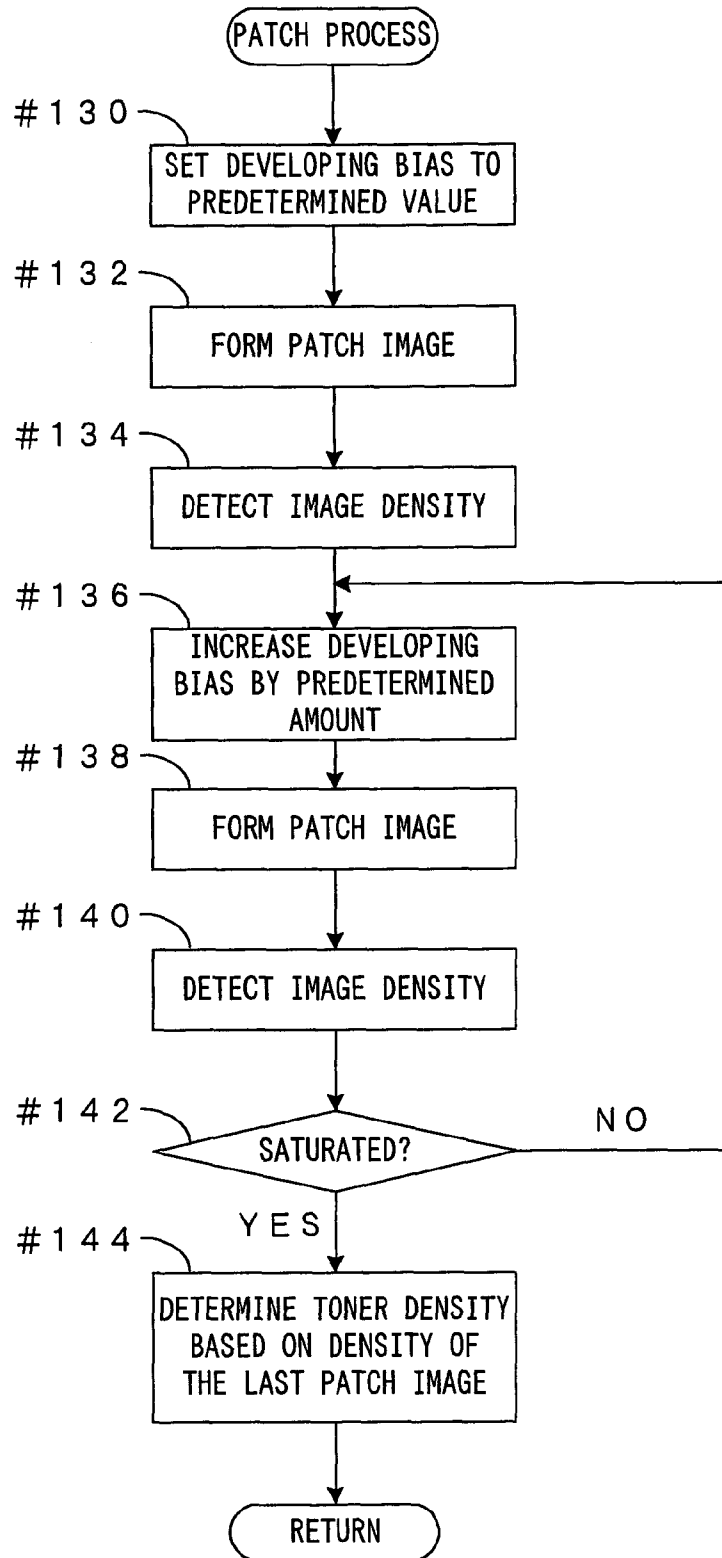 PATCH PROCESS
#130
SET DEVELOPING BIAS TO
PREDETERMINED VALUE
#132
FORM PATCH IMAGE
#134
DETECT IMAGE DENSITY
#136
INCREASE DEVELOPING
BIAS BY PREDETERMINED
AMOUNT
#138
FORM PATCH IMAGE
#140
DETECT IMAGE DENSITY
#142
SATURATED?
NO
YES
#144
DETERMINE TONER DENSITY
BASED ON DENSITY OF
THE LAST PATCH IMAGE
RETURN